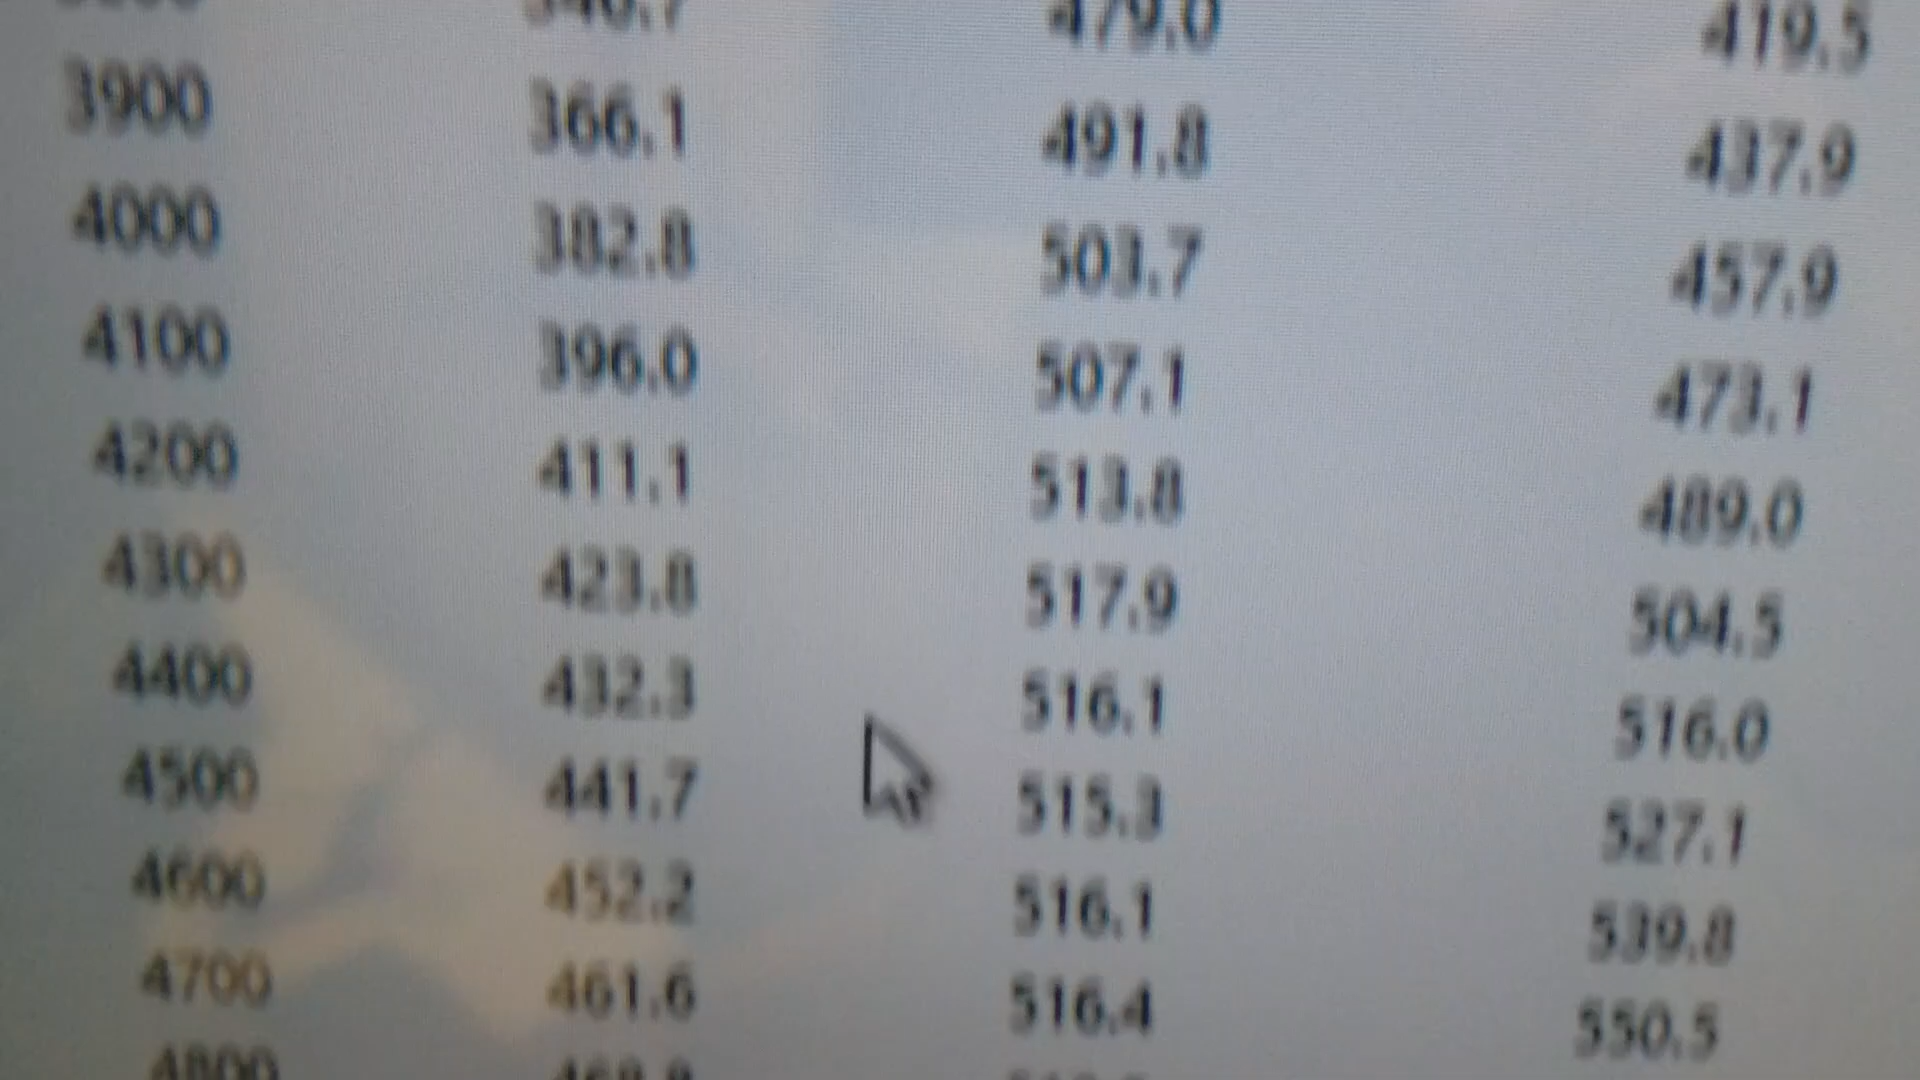 479.0 419.5
3900 366.1 491.8 437.9
4000 382.8 503.7 457.9
4100 396.0 507.1 473.1
4200 411.1 513.8 489.0
4300 423.8 517.9 504.5
4400 432.3 516.1 516.0
4500 441.7 515.3 527.1
4600 452.2 516.1 539.8
4700 461.6 516.4 550.5
4800